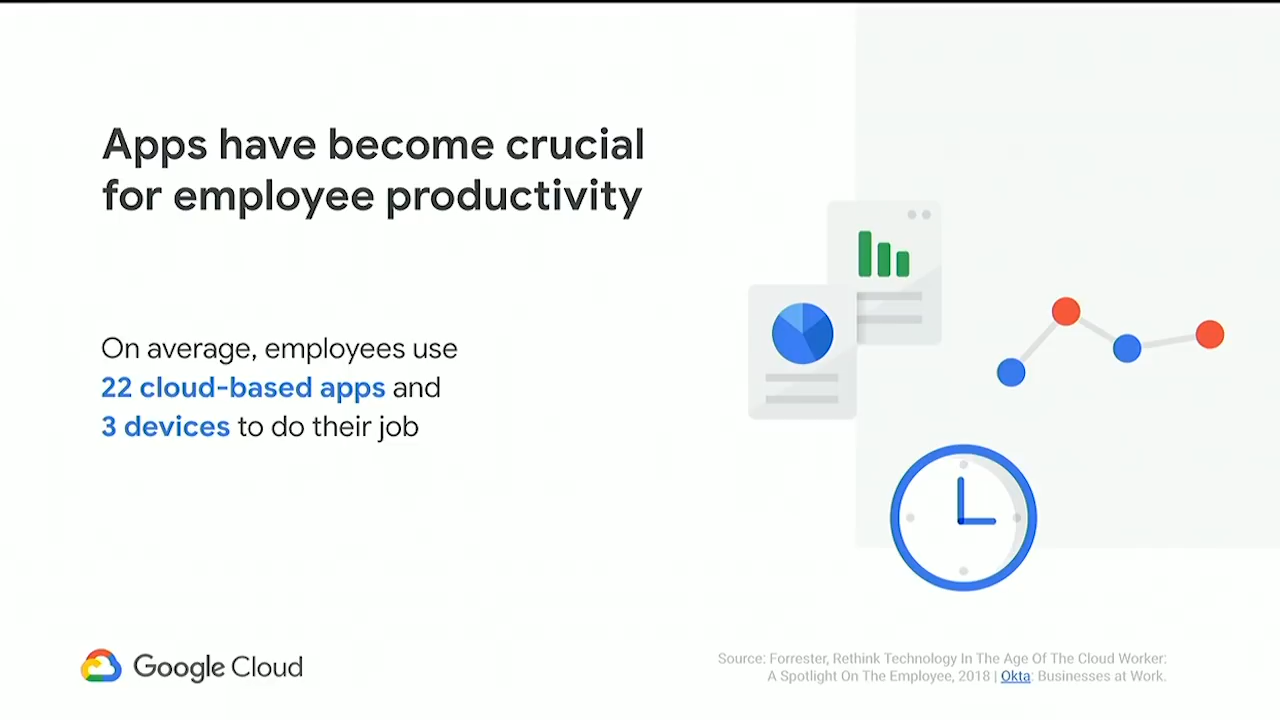 Apps have become crucial
for employee productivity
On average, employees use
22 cloud-based apps and
3 devices to do their job
Google Cloud
Source: Forrester, Rethink Technology In The Age Of The Cloud Worker:
A Spotlight On The Employee, 2018 | Okta: Businesses at Work.